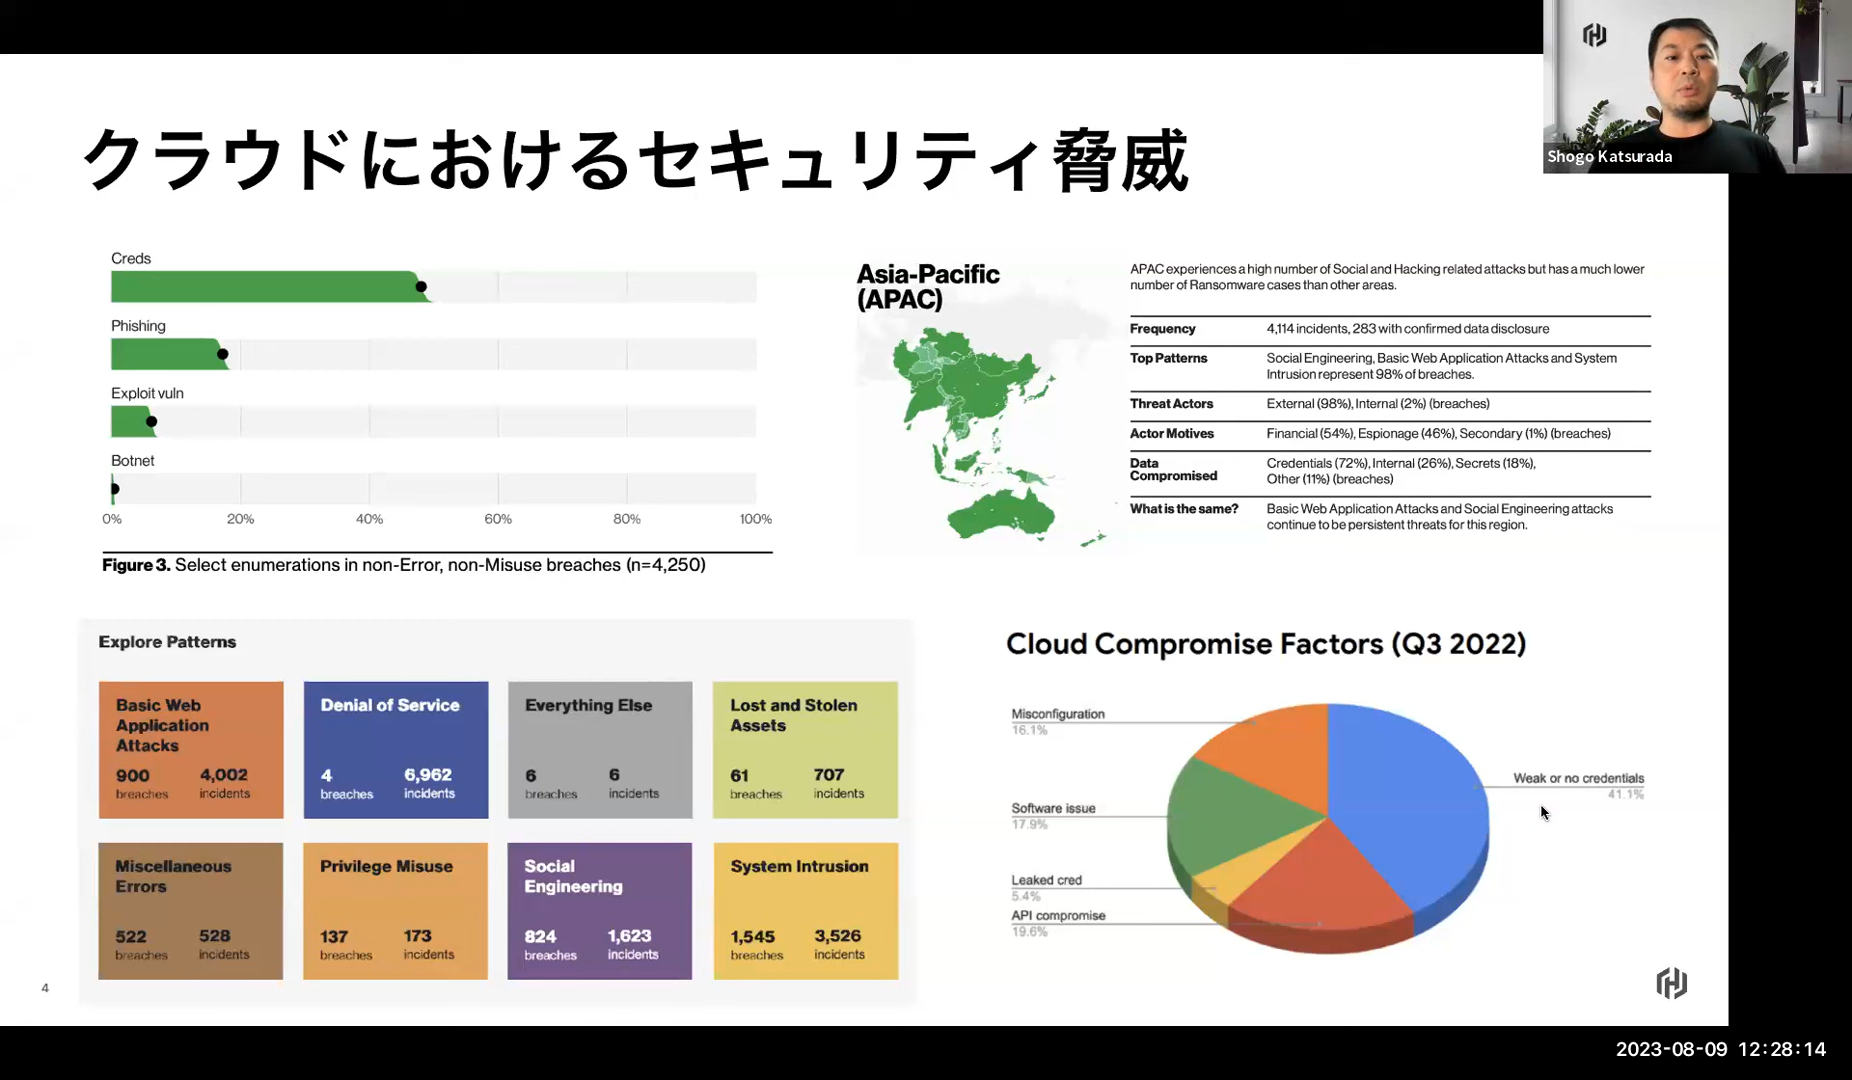 Shogo Katsurada
クラウドにおけるセキュリティ脅威
Creds
Phishing
Exploit vuln
Botnet
0% 20% 40% 60% 80% 100%
Figure 3. Select enumerations in non-Error, non-Misuse breaches (n=4,250)
Asia-Pacific
(APAC)
APAC experiences a high number of Social and Hacking related attacks but has a much lower
number of Ransomware cases than other areas.
Frequency 4,114 incidents, 283 with confirmed data disclosure
Top Patterns Social Engineering, Basic Web Application Attacks and System
Intrusion represent 98% of breaches.
Threat Actors External (98%), Internal (2%) (breaches)
Actor Motives Financial (54%), Espionage (46%), Secondary (1%) (breaches)
Data Credentials (72%), Internal (26%), Secrets (18%),
Compromised Other (11%) (breaches)
What is the same? Basic Web Application Attacks and Social Engineering attacks
continue to be persistent threats for this region.
Explore Patterns
Basic Web
Application
Attacks
900 4,002
breaches incidents
Denial of Service
4 6,962
breaches incidents
Everything Else
6 6
breaches incidents
Lost and Stolen
Assets
61 707
breaches incidents
Miscellaneous
Errors
522 528
breaches incidents
Privilege Misuse
137 173
breaches incidents
Social
Engineering
824 1,623
breaches incidents
System Intrusion
1,545 3,526
breaches incidents
Cloud Compromise Factors (Q3 2022)
Misconfiguration
16.1%
Weak or no credentials
41.1%
Software issue
17.9%
Leaked cred
5.4%
API compromise
19.6%
4
2023-08-09 12:28:14